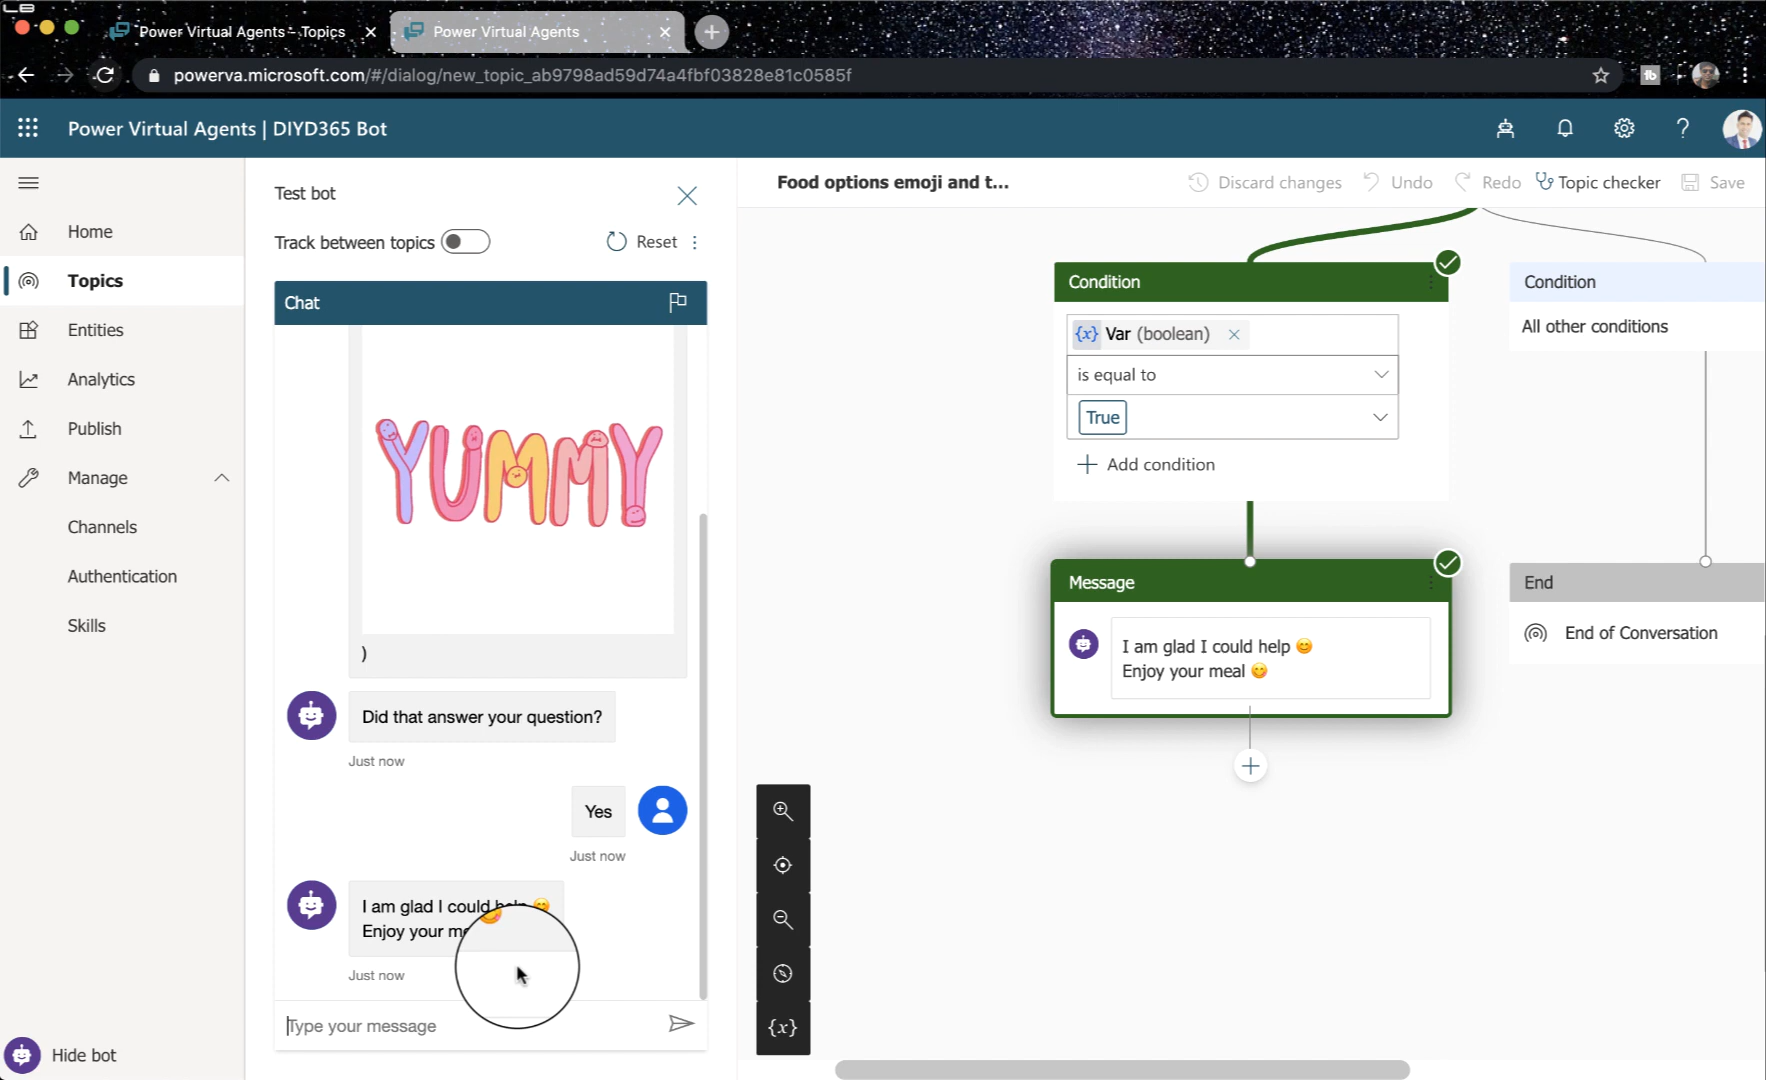 Power Virtual Agents - Topics
Power Virtual Agents
powerva.microsoft.com/#/dialog/new_topic_ab9798ad59d74a4fbf03828e81c0585f
Power Virtual Agents | DIYD365 Bot
Home
Topics
Entities
Analytics
Publish
Manage
Channels
Authentication
Skills
Hide bot
Test bot
Track between topics
Reset
Chat
YUMMY
)
Did that answer your question?
Just now
Yes
Just now
I am glad I could help 😊
Enjoy your
Just now
Type your message
Food options emoji and t...
Discard changes
Undo
Redo
Topic checker
Save
Condition
{x} Var (boolean)
is equal to
True
Add condition
Message
I am glad I could help 😊
Enjoy your meal 😋
Condition
All other conditions
End
End of Conversation
{x}